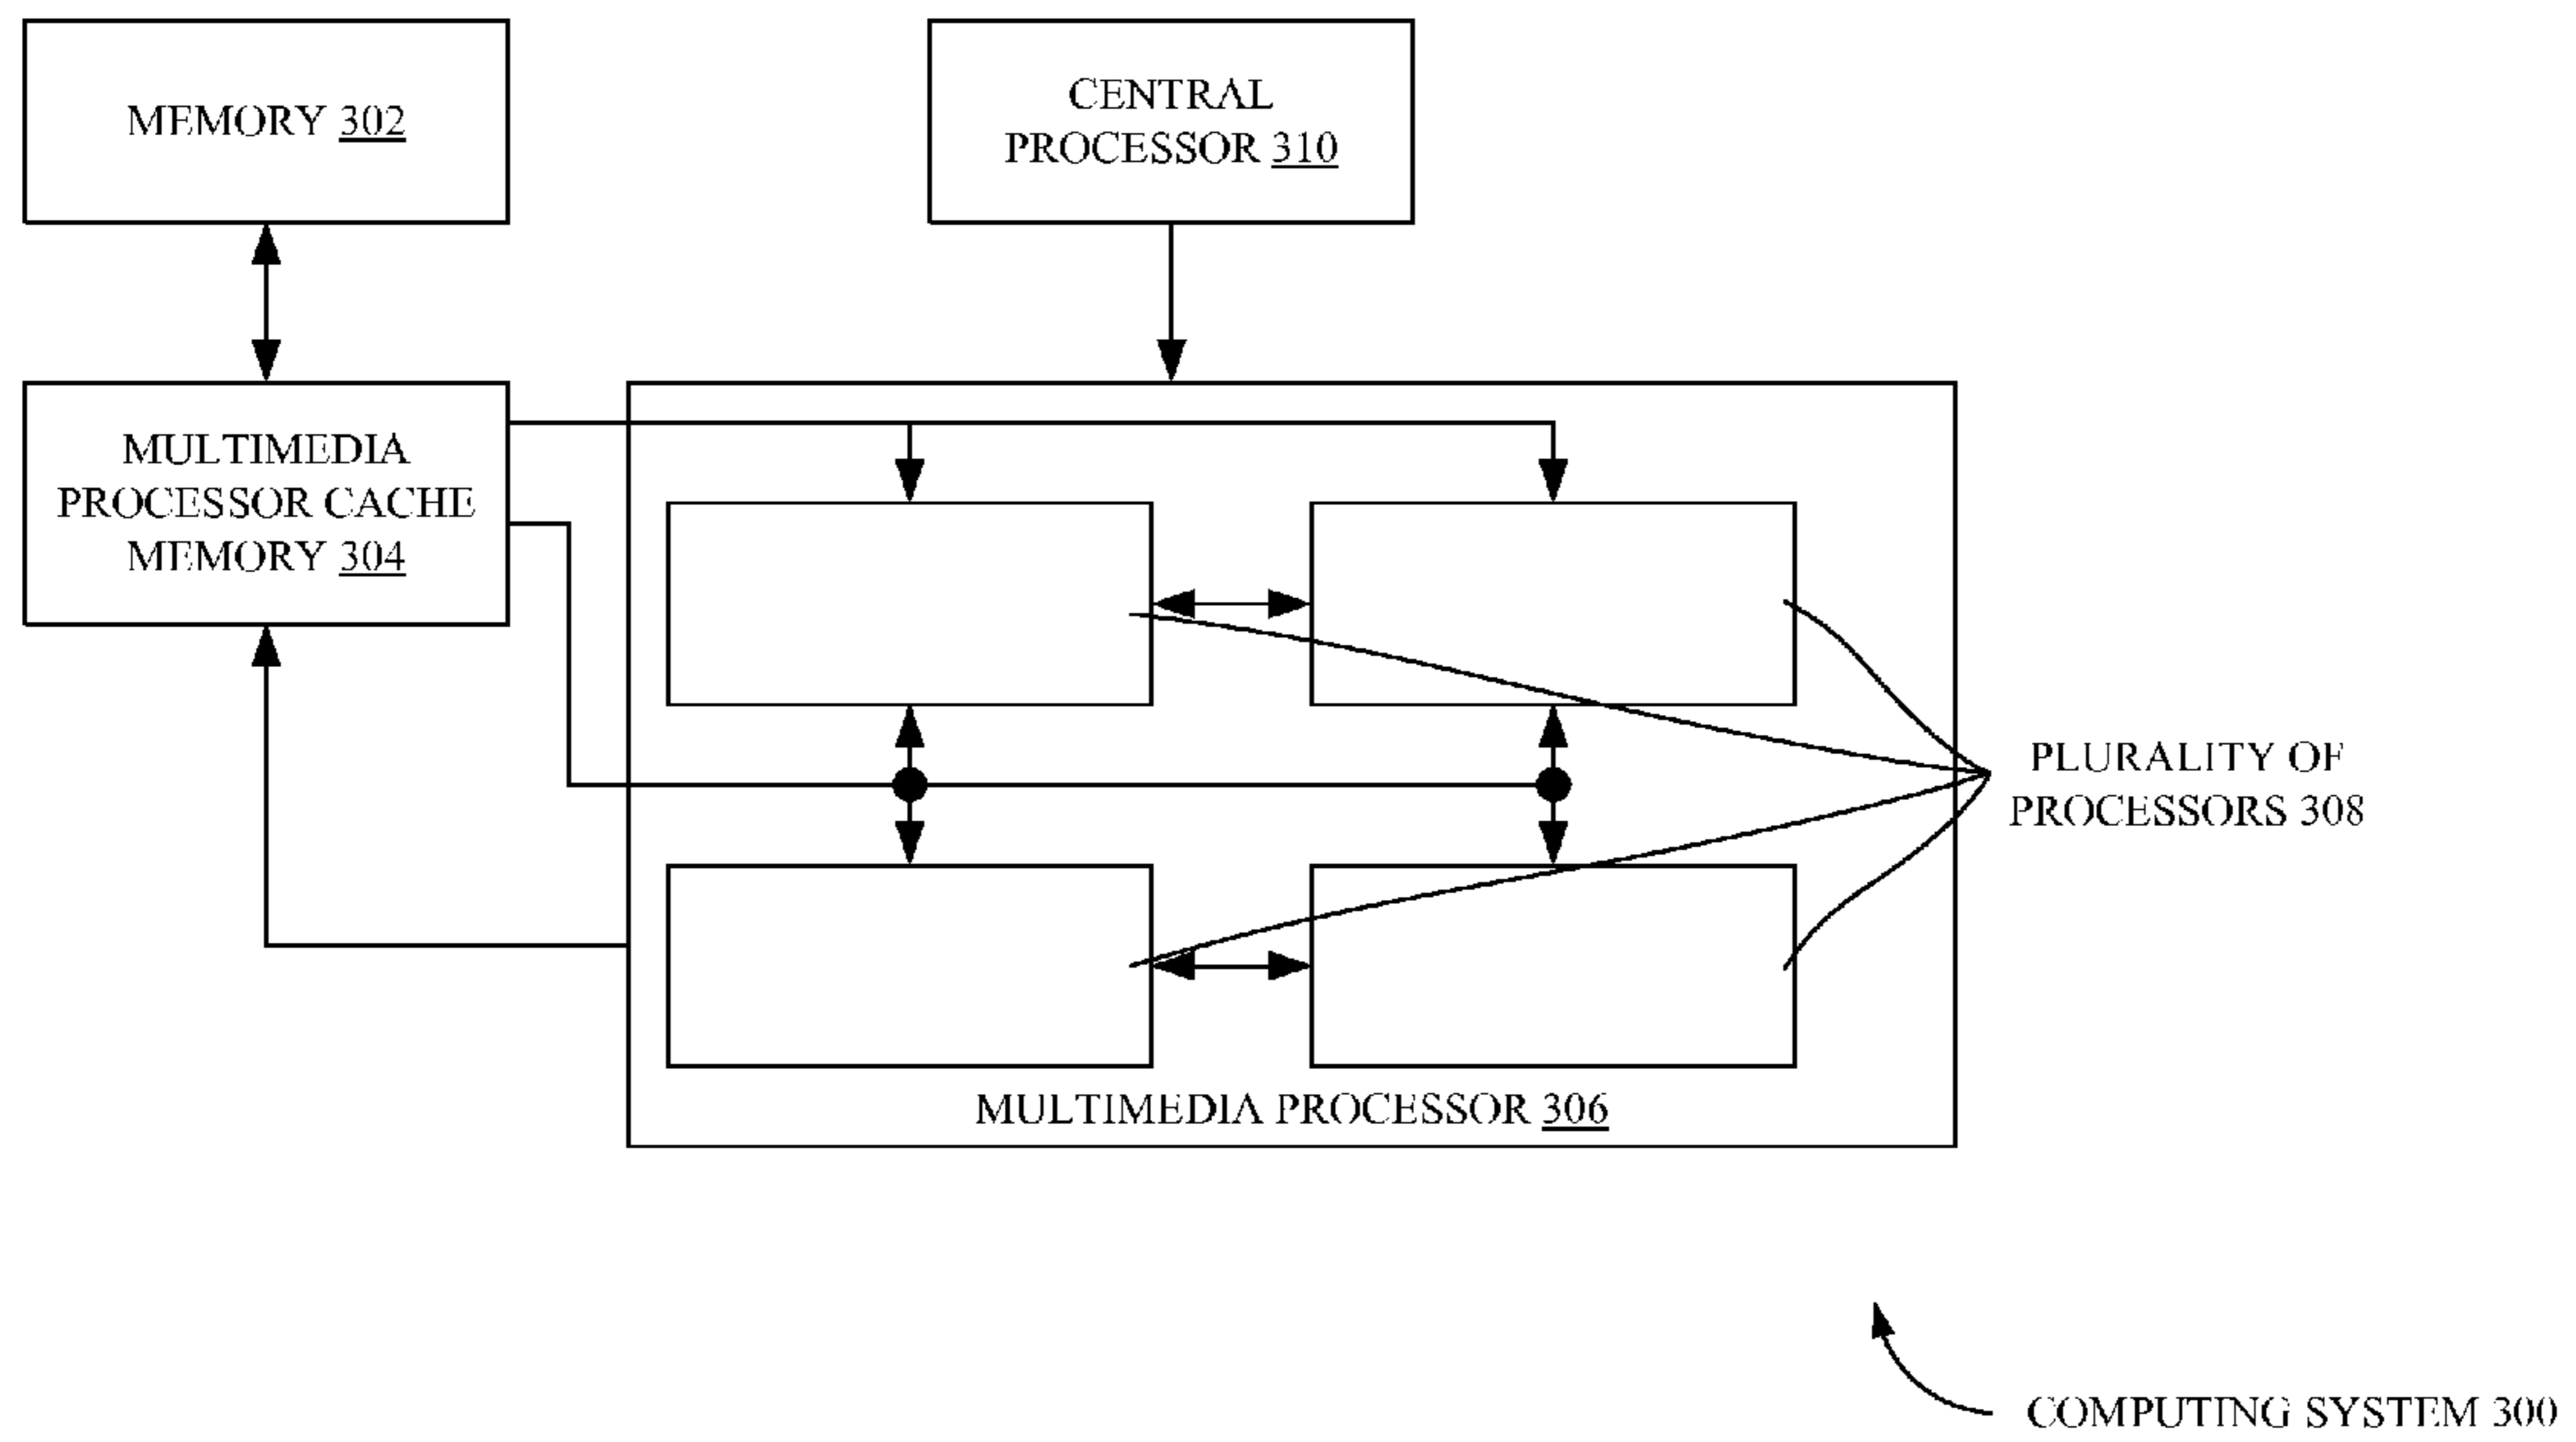 MEMORY 302
CENTRAL
PROCESSOR 310
MULTIMEDIA
PROCESSOR CACHE
MEMORY 304
PLURALITY OF
PROCESSORS 308
MULTIMEDIA PROCESSOR 306
COMPUTING SYSTEM 300